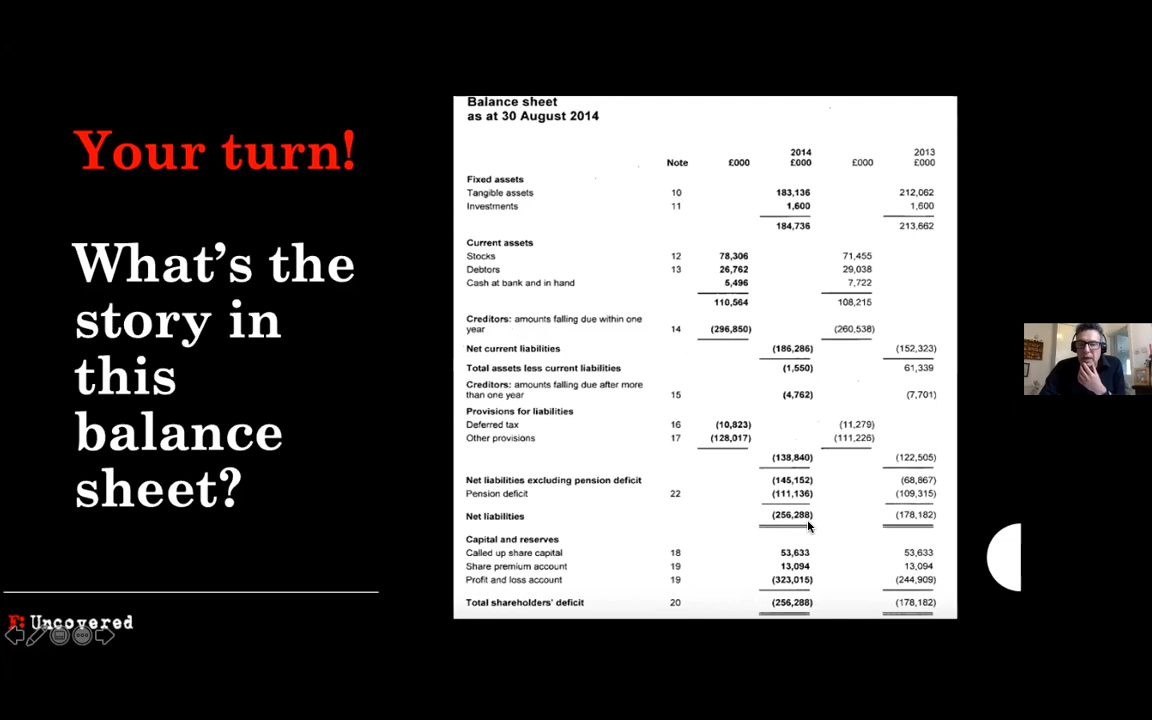 Your turn!
What's the
story in
this
balance
sheet?
Uncovered
Balance sheet
as at 30 August 2014
2014 2013
Note £000 £000 £000 £000
Fixed assets
Tangible assets 10 183,136 212,062
Investments 11 1,600 1,600
184,736 213,662
Current assets
Stocks 12 78,306 71,455
Debtors 13 26,762 29,038
Cash at bank and in hand 5,496 7,722
110,564 108,215
Creditors: amounts falling due within one
year 14 (296,850) (260,538)
Net current liabilities (186,286) (152,323)
Total assets less current liabilities (1,550) 61,339
Creditors: amounts falling due after more
than one year 15 (4,762) (7,701)
Provisions for liabilities
Deferred tax 16 (10,823) (11,279)
Other provisions 17 (128,017) (111,226)
(138,840) (122,505)
Net liabilities excluding pension deficit (145,152) (68,867)
Pension deficit 22 (111,136) (109,315)
Net liabilities (256,288) (178,182)
Capital and reserves
Called up share capital 18 53,633 53,633
Share premium account 19 13,094 13,094
Profit and loss account 19 (323,015) (244,909)
Total shareholders' deficit 20 (256,288) (178,182)